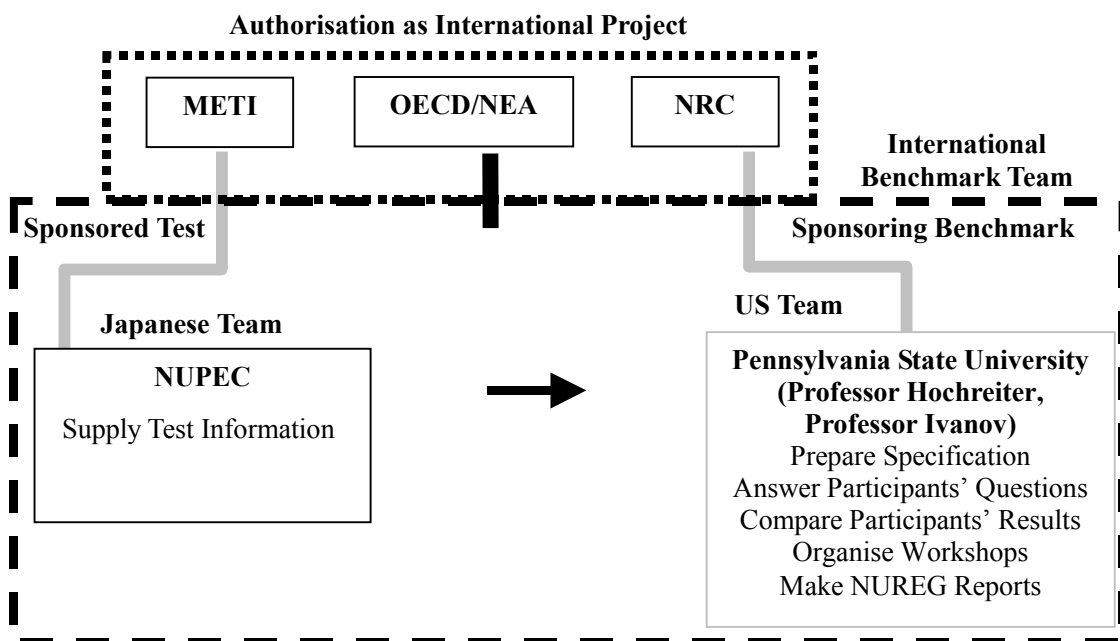 Authorisation as International Project
METI
OECD/NEA
NRC
International
Benchmark Team
Sponsored Test
Sponsoring Benchmark
Japanese Team
US Team
NUPEC
Supply Test Information
Pennsylvania State University
(Professor Hochreiter,
Professor Ivanov)
Prepare Specification
Answer Participants’ Questions
Compare Participants’ Results
Organise Workshops
Make NUREG Reports